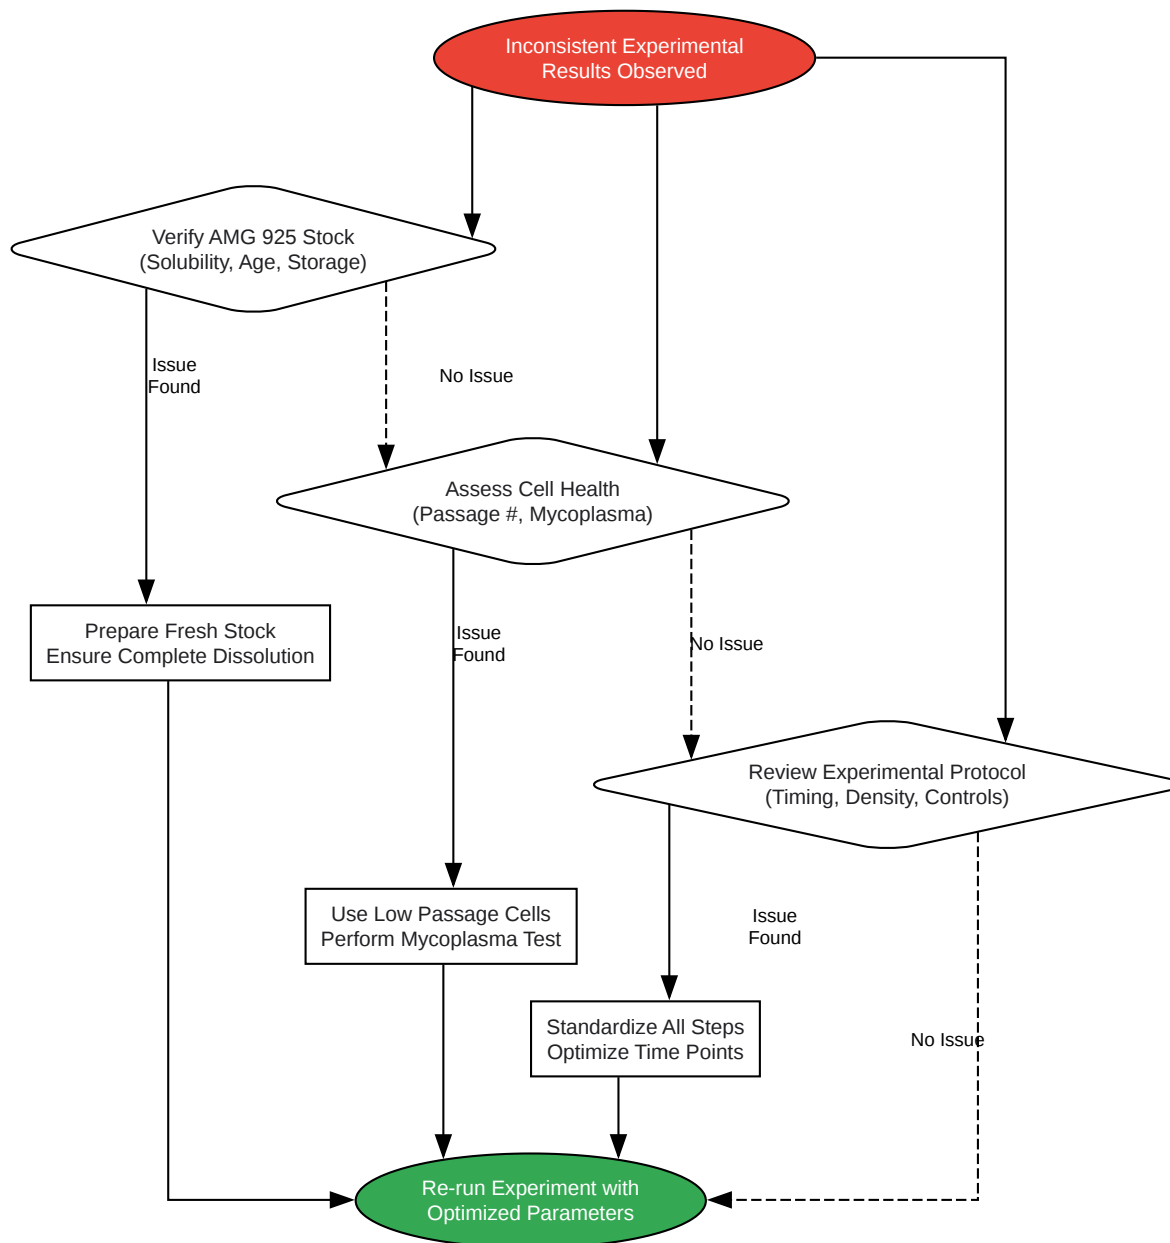 Inconsistent Experimental
Results Observed
Verify AMG 925 Stock
(Solubility, Age, Storage)
Issue
Found
No Issue
Assess Cell Health
(Passage #, Mycoplasma)
Prepare Fresh Stock
Ensure Complete Dissolution
Issue
Found
No Issue
Review Experimental Protocol
(Timing, Density, Controls)
Use Low Passage Cells
Perform Mycoplasma Test
Issue
Found
Standardize All Steps
Optimize Time Points
No Issue
Re-run Experiment with
Optimized Parameters